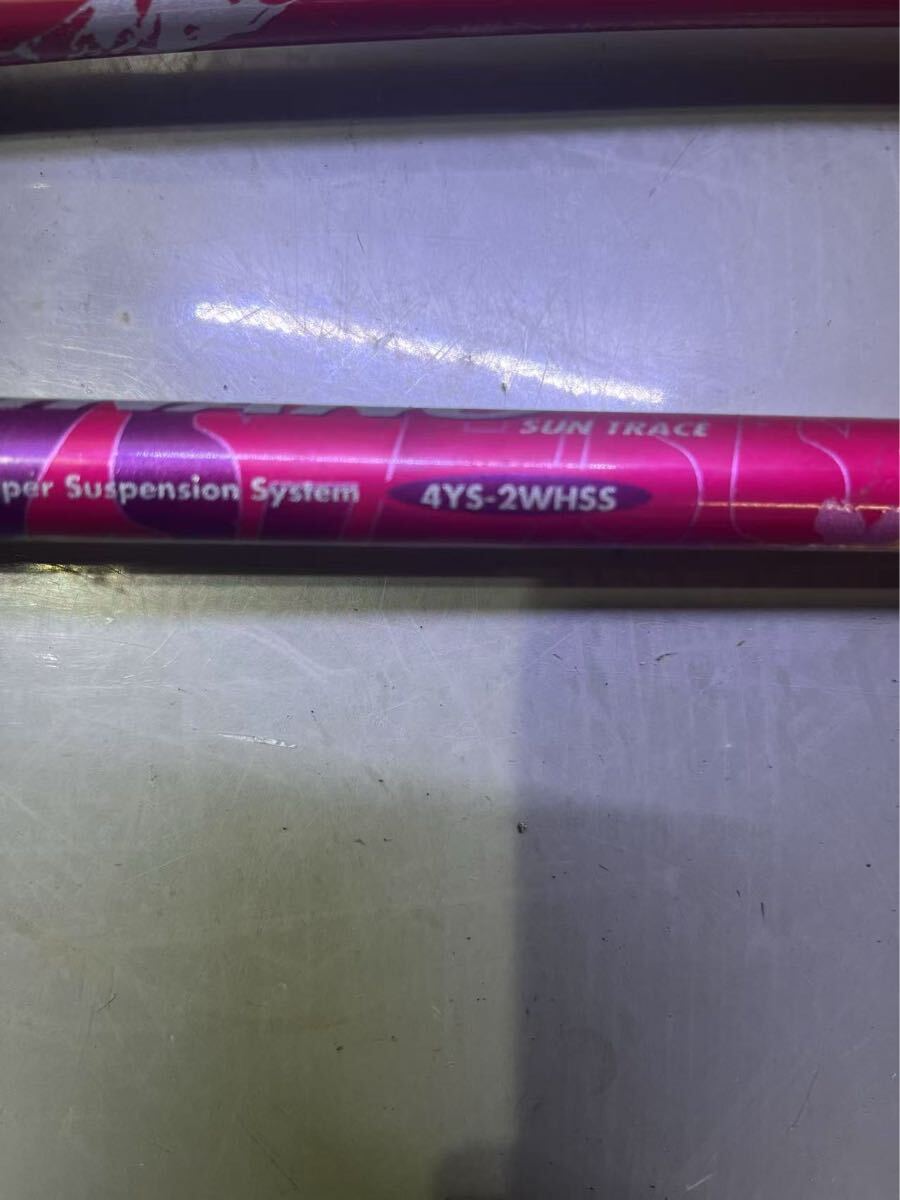 SUN TRACE
per Suspension System 4YS-2WHSS